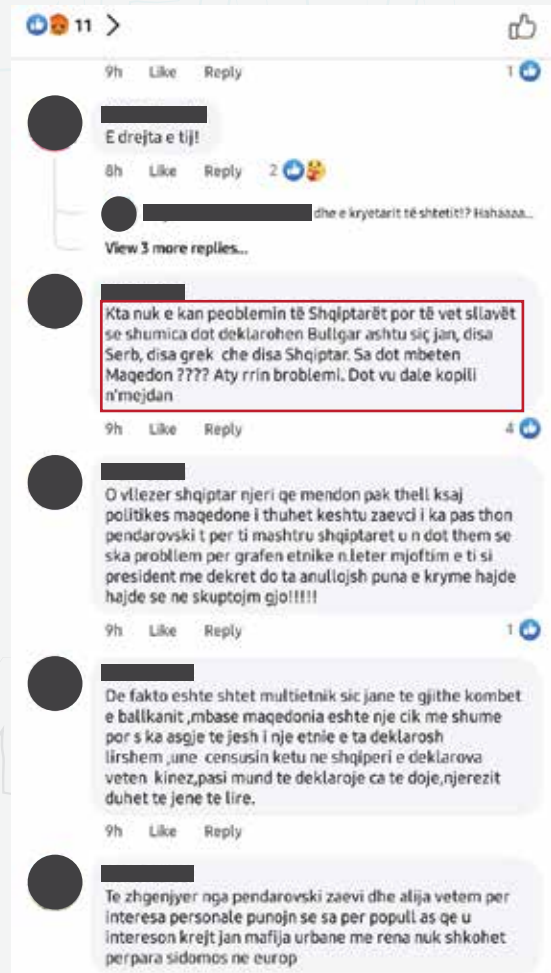 11 >
9h Like Reply 1
E drejta e tij!
8h Like Reply 2
dhe e kryetarit të shtetit!? Hahaaaa...
View 3 more replies...
Kta nuk e kan peoblemin të Shqiptarët por të vet sllavët
se shumica dot deklarohen Bullgar ashtu siç jan, disa
Serb, disa grek che disa Shqiptar. Sa dot mbeten
Maqedon ???? Aty rrin broblemi. Dot vu dale kopili
n'mejdan
9h Like Reply 4
O vllezer shqiptar njeri qe mendon pak thell ksaj
politikes maqedone i thuhet keshtu zaevci i ka pas thon
pendarovski t per ti mashtru shqiptaret u n dot them se
ska probllem per grafen etnike n.leter mjoftim e ti si
president me dekret do ta anullojsh puna e kryme hajde
hajde se ne skuptojm gjo!!!!!
9h Like Reply 1
De fakto eshte shtet multietnik sic jane te gjithe kombet
e ballkanit ,mbase maqedonia eshte nje cik me shume
por s ka asgje te jesh i nje etnie e ta deklarosh
lirshem ,une censusin ketu ne shqiperi e deklarova
veten kinez,pasi mund te deklaroje ca te doje,njerezit
duhet te jene te lire.
9h Like Reply
Te zhgenjyer nga pendarovski zaevi dhe alija vetem per
interesa personale punojn se sa per popull as qe u
intereson krejt jan mafija urbane me rena nuk shkohet
perpara sidomos ne europ